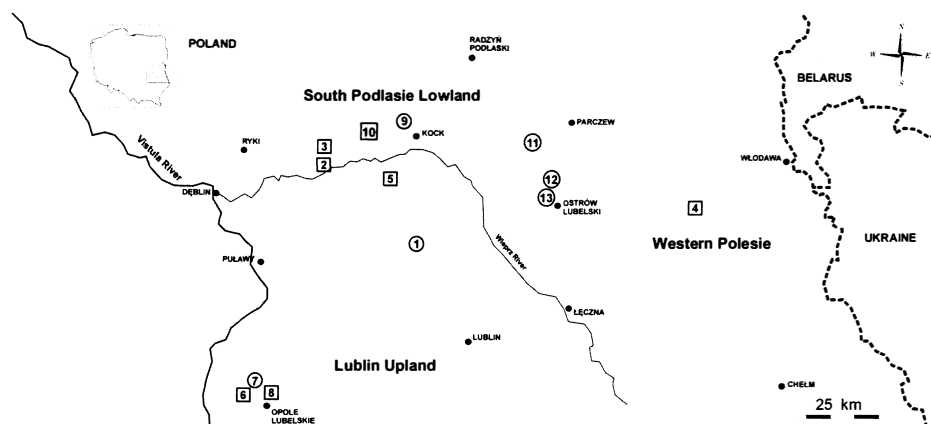 POLAND
N
W
E
S
RADZYŃ
PODLASKI
BELARUS
South Podlasie Lowland
9
10
KOCK
PARCZEW
Vistula River
RYKI
3
2
11
WŁODAWA
5
12
DĘBLIN
13
OSTRÓW
LUBELSKI
4
1
Wieprz River
Western Polesie
UKRAINE
PUŁAWY
ŁĘCZNA
LUBLIN
Lublin Upland
7
6
8
CHEŁM
OPOLE
LUBELSKIE
25 km